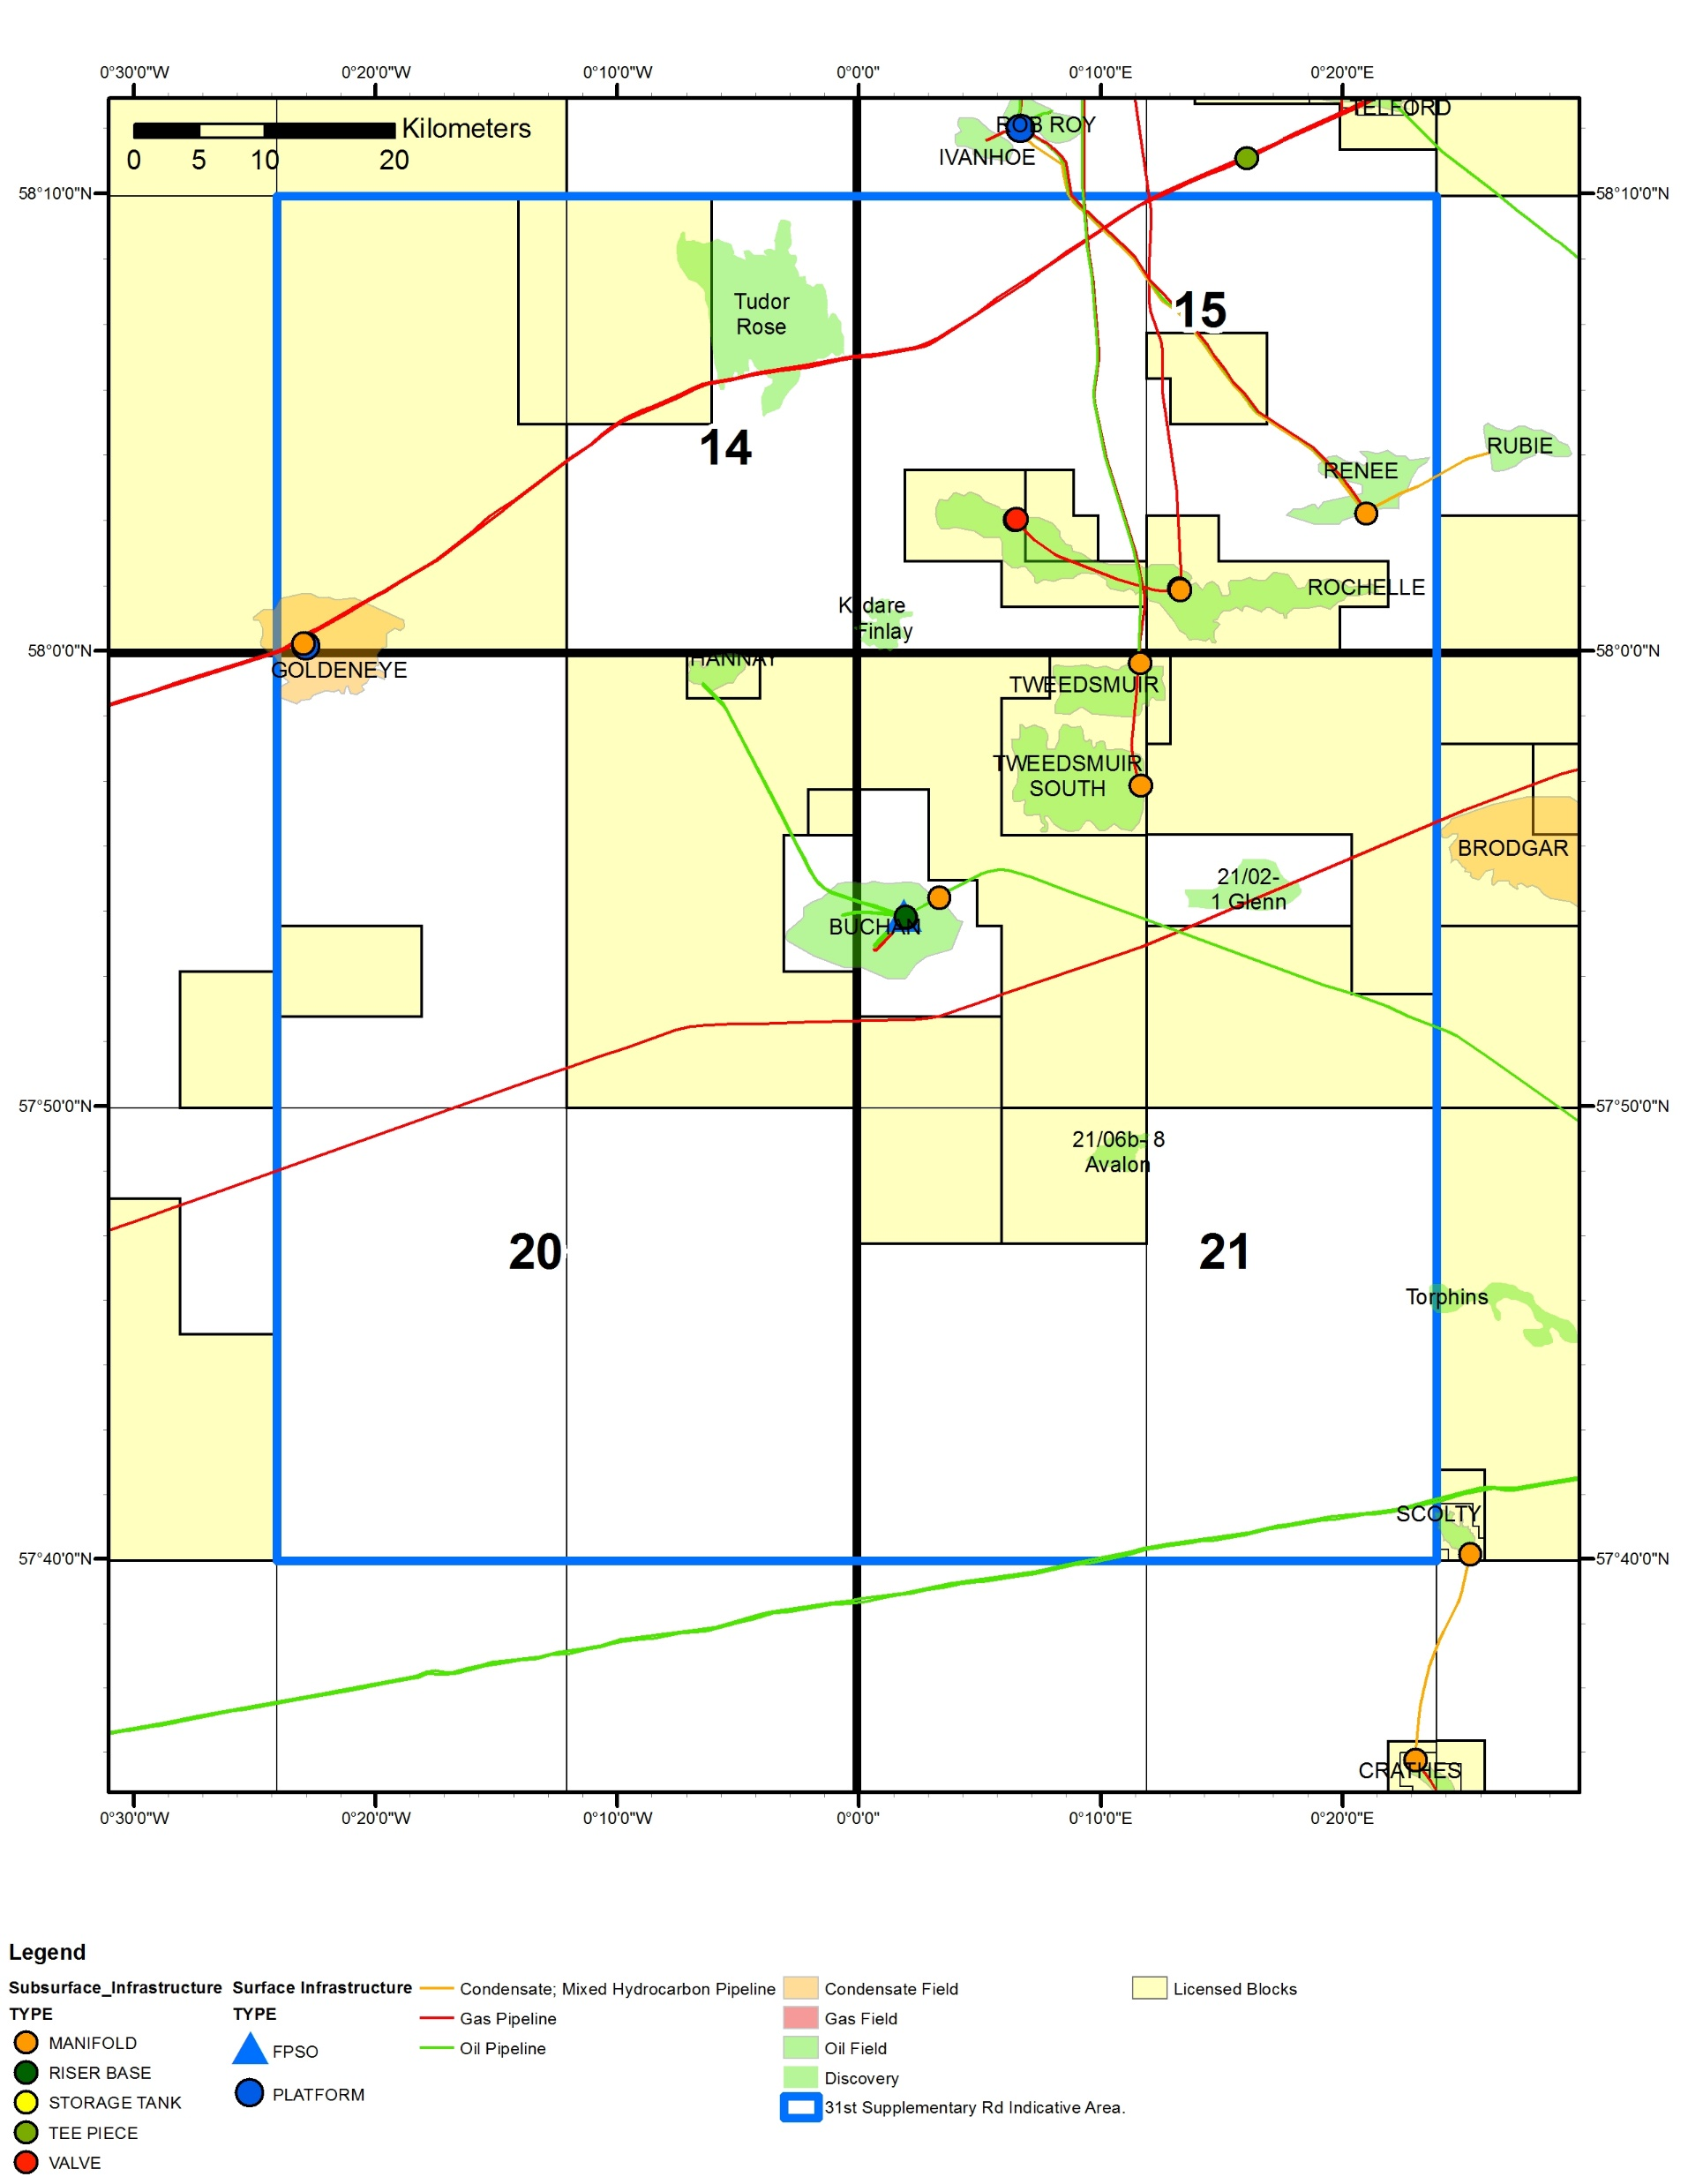 0°30'0"W 0°20'0"W 0°10'0"W 0°0'0" 0°10'0"E 0°20'0"E
TELFORD
Kilometers
0 5 10 20
ROB ROY
IVANHOE
58°10'0"N 58°10'0"N
Tudor
Rose
15
14
RUBIE
RENEE
ROCHELLE
Kildare
Finlay
58°0'0"N 58°0'0"N
HANNAY
GOLDENEYE
TWEEDSMUIR
TWEEDSMUIR
SOUTH
BRODGAR
21/02-
1 Glenn
BUCHAN
57°50'0"N 57°50'0"N
21/06b- 8
Avalon
20
21
Torphins
SCOLTY
57°40'0"N 57°40'0"N
CRATHES
0°30'0"W 0°20'0"W 0°10'0"W 0°0'0" 0°10'0"E 0°20'0"E
Legend
Subsurface_Infrastructure
TYPE
MANIFOLD
RISER BASE
STORAGE TANK
TEE PIECE
VALVE
Surface Infrastructure
TYPE
FPSO
PLATFORM
Condensate; Mixed Hydrocarbon Pipeline
Gas Pipeline
Oil Pipeline
Condensate Field
Gas Field
Oil Field
Discovery
31st Supplementary Rd Indicative Area.
Licensed Blocks